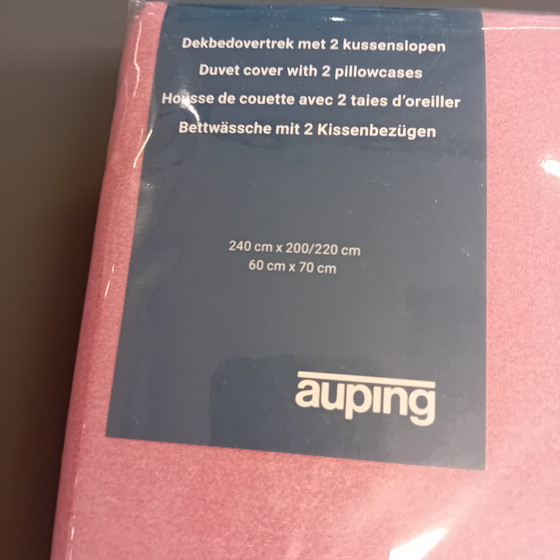 Dekbedovertrek met 2 kussenslopen
Duvet cover with 2 pillowcases
Housse de couette avec 2 taies d'oreiller
Bettwässche mit 2 Kissenbezügen
240 cm x 200/220 cm
60 cm x 70 cm
auping